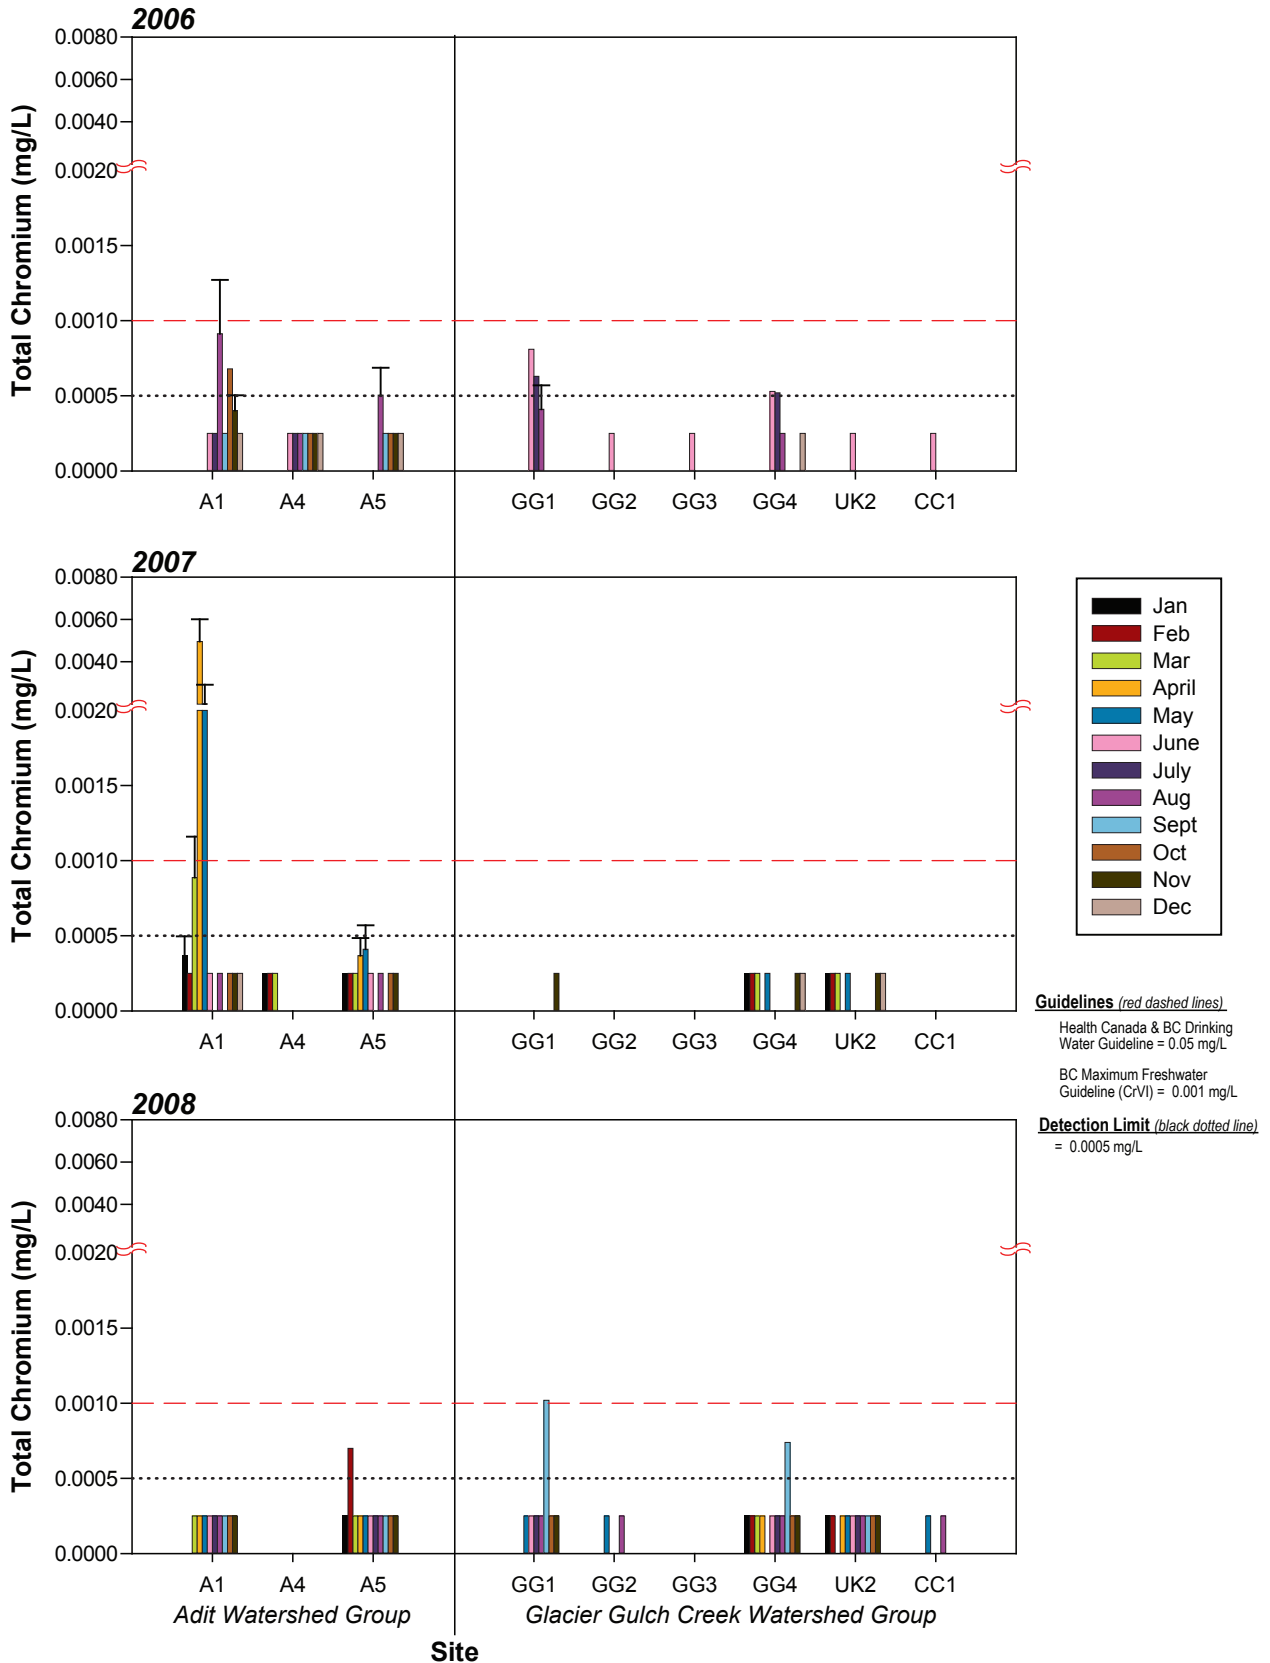 2006
0.0080
0.0060
0.0040
0.0020
0.0015
0.0010
0.0005
0.0000
Total Chromium (mg/L)
A1 A4 A5 GG1 GG2 GG3 GG4 UK2 CC1
2007
0.0080
0.0060
0.0040
0.0020
0.0015
0.0010
0.0005
0.0000
Total Chromium (mg/L)
A1 A4 A5 GG1 GG2 GG3 GG4 UK2 CC1
Jan
Feb
Mar
April
May
June
July
Aug
Sept
Oct
Nov
Dec
Guidelines (red dashed lines)
Health Canada & BC Drinking
Water Guideline = 0.05 mg/L
BC Maximum Freshwater
Guideline (CrVI) = 0.001 mg/L
Detection Limit (black dotted line)
= 0.0005 mg/L
2008
0.0080
0.0060
0.0040
0.0020
0.0015
0.0010
0.0005
0.0000
Total Chromium (mg/L)
A1 A4 A5 GG1 GG2 GG3 GG4 UK2 CC1
Adit Watershed Group Glacier Gulch Creek Watershed Group
Site